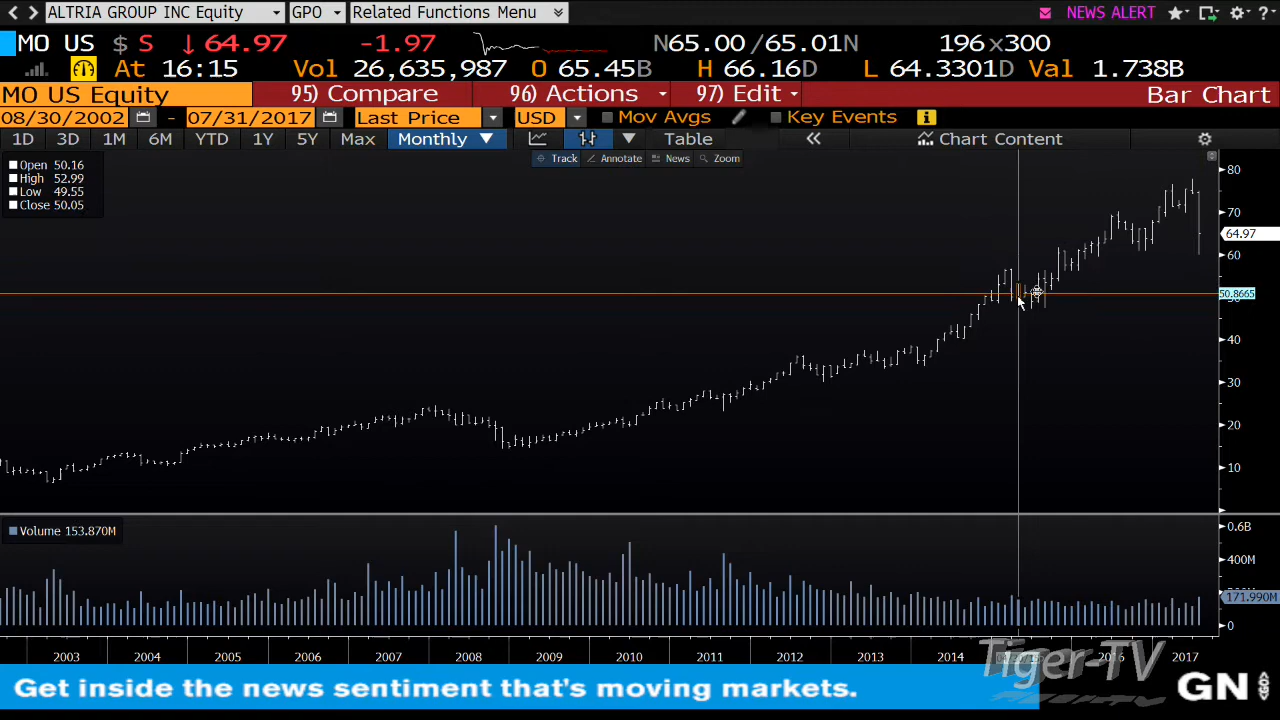 ALTRIA GROUP INC Equity GPO Related Functions Menu NEWS ALERT ?
MO US $ S ↓ 64.97 -1.97 N65.00/65.01N 196x300
At 16:15 Vol 26,635,987 O 65.45B H 66.16D L 64.3301D Val 1.738B
MO US Equity 95) Compare 96) Actions 97) Edit Bar Chart
08/30/2002 - 07/31/2017 Last Price USD Mov Avgs Key Events
1D 3D 1M 6M YTD 1Y 5Y Max Monthly Table Chart Content
Track Annotate News Zoom
Open 50.16
High 52.99
Low 49.55
Close 50.05
80
70
64.97
60
50.8665
40
30
20
10
Volume 153.870M
0.6B
400M
171.990M
0
2003 2004 2005 2006 2007 2008 2009 2010 2011 2012 2013 2014 2016 2017
Tiger-TV
Get inside the news sentiment that's moving markets.
GN